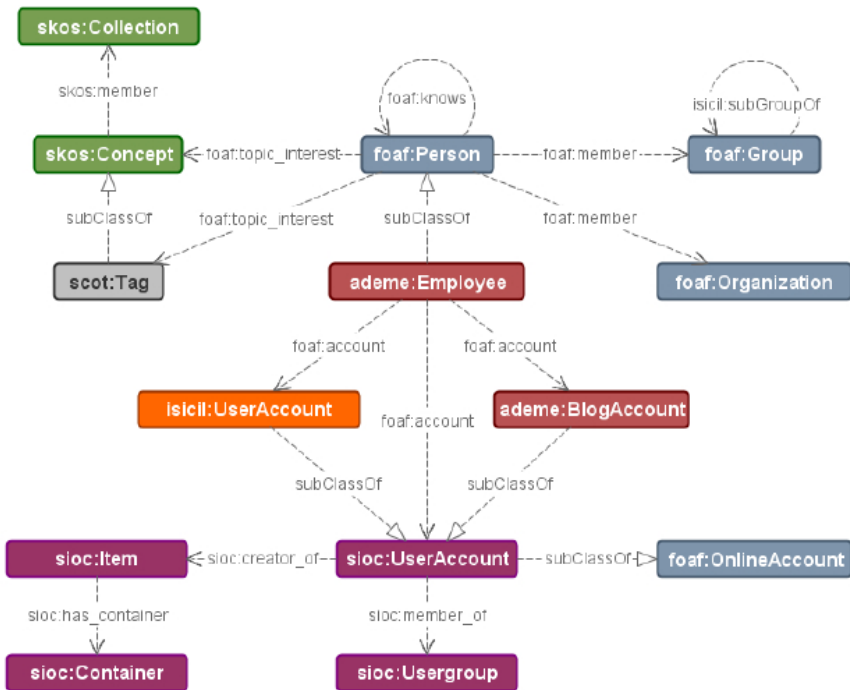 skos:Collection
skos:member
foaf:knows
isicil:subGroupOf
skos:Concept
foaf:topic_interest
foaf:Person
foaf:member
foaf:Group
subClassOf
foaf:topic_interest
subClassOf
foaf:member
scot:Tag
ademe:Employee
foaf:Organization
foaf:account
foaf:account
isicil:UserAccount
foaf:account
ademe:BlogAccount
subClassOf
subClassOf
sioc:Item
sioc:creator_of
sioc:UserAccount
subClassOf
foaf:OnlineAccount
sioc:has_container
sioc:member_of
sioc:Container
sioc:Usergroup